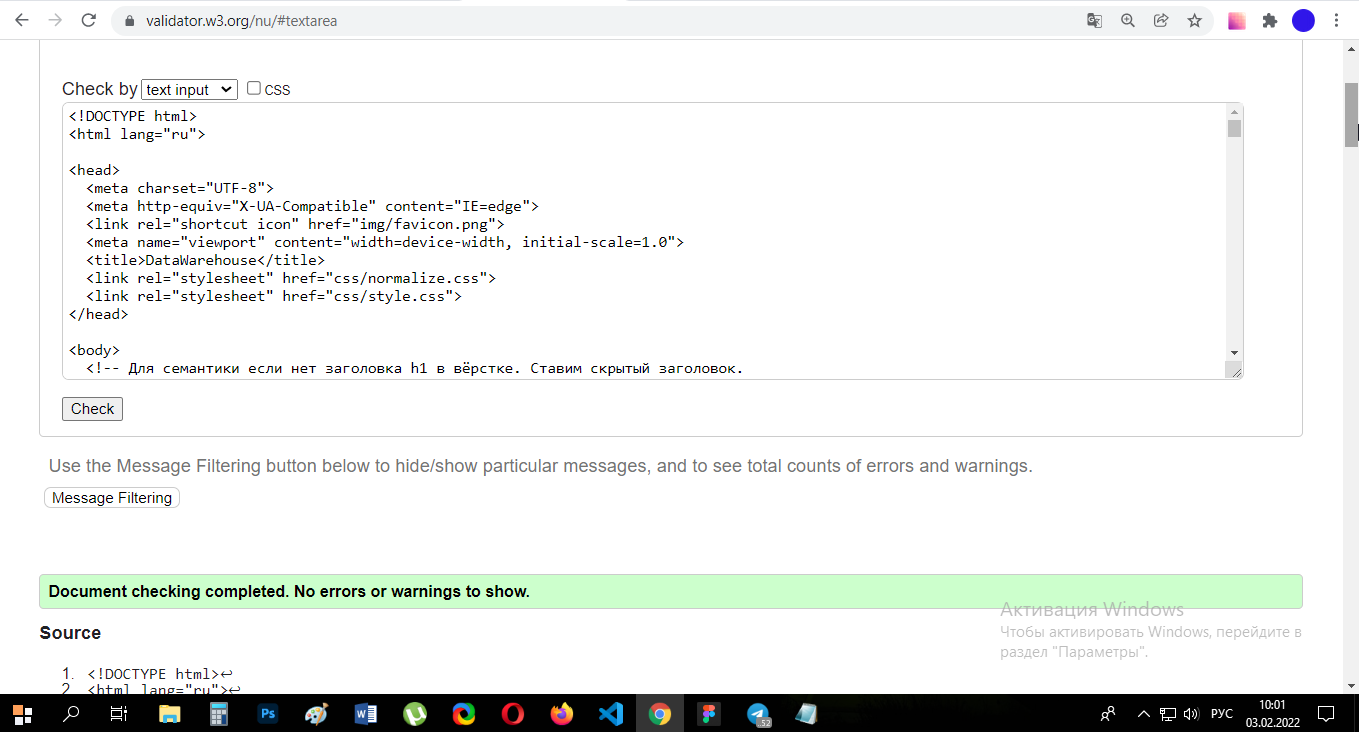 validator.w3.org/nu/#textarea
Check by text input CSS
<!DOCTYPE html>
<html lang="ru">
<head>
<meta charset="UTF-8">
<meta http-equiv="X-UA-Compatible" content="IE=edge">
<link rel="shortcut icon" href="img/favicon.png">
<meta name="viewport" content="width=device-width, initial-scale=1.0">
<title>DataWarehouse</title>
<link rel="stylesheet" href="css/normalize.css">
<link rel="stylesheet" href="css/style.css">
</head>
<body>
<!-- Для семантики если нет заголовка h1 в вёрстке. Ставим скрытый заголовок.
Check
Use the Message Filtering button below to hide/show particular messages, and to see total counts of errors and warnings.
Message Filtering
Document checking completed. No errors or warnings to show.
Source
1. <!DOCTYPE html>↩
2. <html lang="ru">↩
Активация Windows
Чтобы активировать Windows, перейдите в
раздел "Параметры".
Ps
W
52
РУС
10:01
03.02.2022